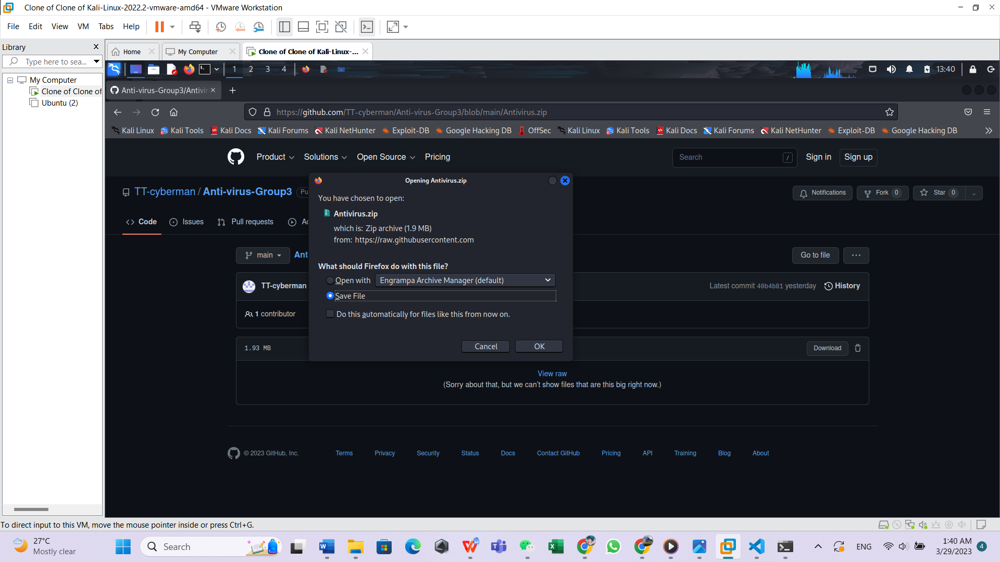 Clone of Clone of Kali-Linux-2022.2-vmware-amd64 - VMware Workstation
File Edit View VM Tabs Help
Library
Type here to sea...
My Computer
Clone of Clone of
Ubuntu (2)
Home My Computer Clone of Clone of Kali-Linux-...
1 2 3 4 13:40
Anti-virus-Group3/Antivir
https://github.com/TT-cyberman/Anti-virus-Group3/blob/main/Antivirus.zip
Kali Linux Kali Tools Kali Docs Kali Forums Kali NetHunter Exploit-DB Google Hacking DB OffSec Kali Linux Kali Tools Kali Docs Kali Forums Kali NetHunter Exploit-DB Google Hacking DB
Product Solutions Open Source Pricing Search / Sign in Sign up
TT-cyberman / Anti-virus-Group3 Pu Notifications Fork 0 Star 0
Code Issues Pull requests Ac
main Ant Go to file ...
TT-cyberman Latest commit 40b4b81 yesterday History
1 contributor
1.93 MB Download
View raw
(Sorry about that, but we can't show files that are this big right now.)
Opening Antivirus.zip
You have chosen to open:
Antivirus.zip
which is: Zip archive (1.9 MB)
from: https://raw.githubusercontent.com
What should Firefox do with this file?
Open with Engrampa Archive Manager (default)
Save File
Do this automatically for files like this from now on.
Cancel OK
© 2023 GitHub, Inc. Terms Privacy Security Status Docs Contact GitHub Pricing API Training Blog About
To direct input to this VM, move the mouse pointer inside or press Ctrl+G.
27°C
Mostly clear
Search
ENG
1:40 AM
3/29/2023
4